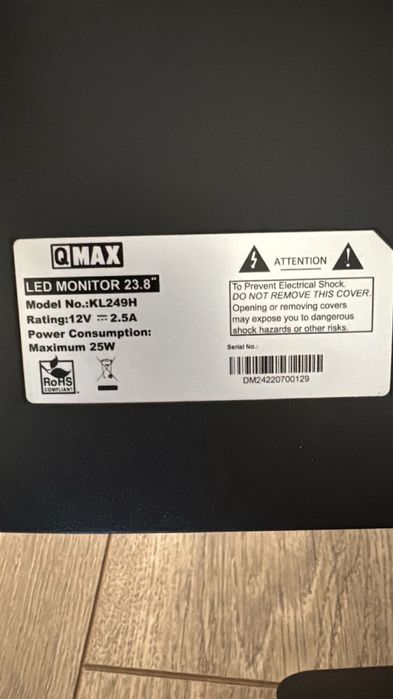 QMAX
LED MONITOR 23.8"
Model No.:KL249H
Rating:12V ⎓ 2.5A
Power Consumption:
Maximum 25W
RoHS
COMPLIANT
ATTENTION
To Prevent Electrical Shock.
DO NOT REMOVE THIS COVER.
Opening or removing covers
may expose you to dangerous
shock hazards or other risks.
Serial No.:
DM24220700129